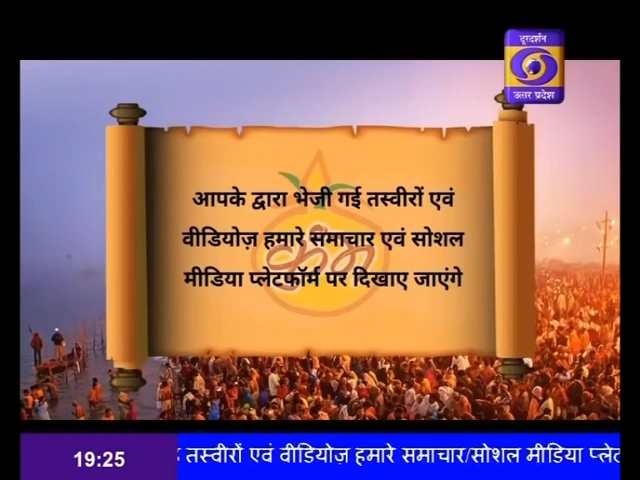 दूरदर्शन
उत्तर प्रदेश
आपके द्वारा भेजी गई तस्वीरों एवं
वीडियोज़ हमारे समाचार एवं सोशल
मीडिया प्लेटफॉर्म पर दिखाए जाएंगे
कुंभ
19:25
तस्वीरों एवं वीडियोज़ हमारे समाचार/सोशल मीडिया